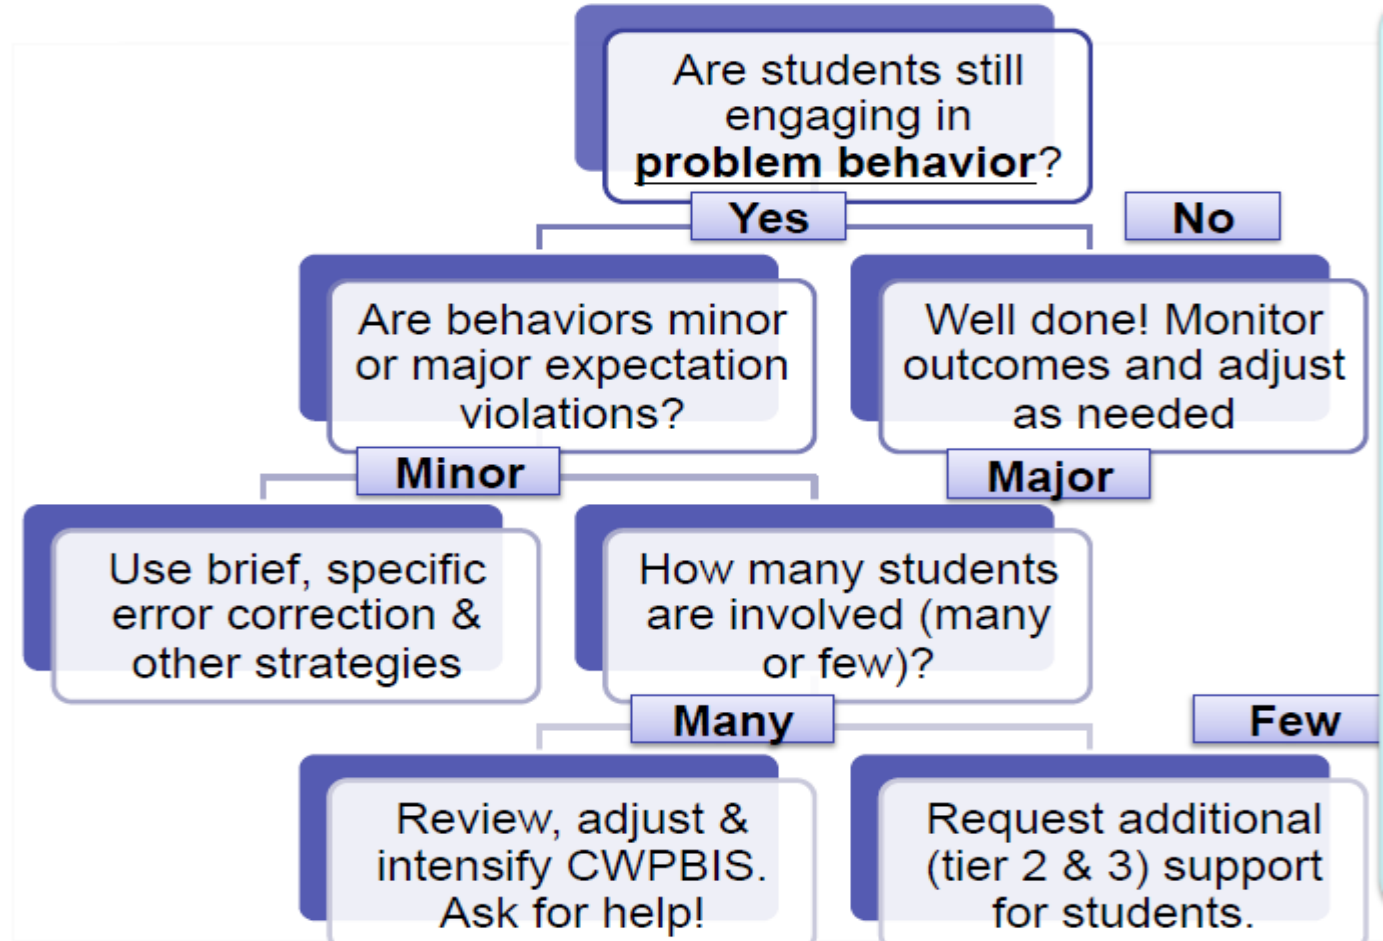 Are students still
engaging in
problem behavior?
Yes
No
Are behaviors minor
or major expectation
violations?
Well done! Monitor
outcomes and adjust
as needed
Minor
Major
Use brief, specific
error correction &
other strategies
How many students
are involved (many
or few)?
Many
Few
Review, adjust &
intensify CWPBIS.
Ask for help!
Request additional
(tier 2 & 3) support
for students.